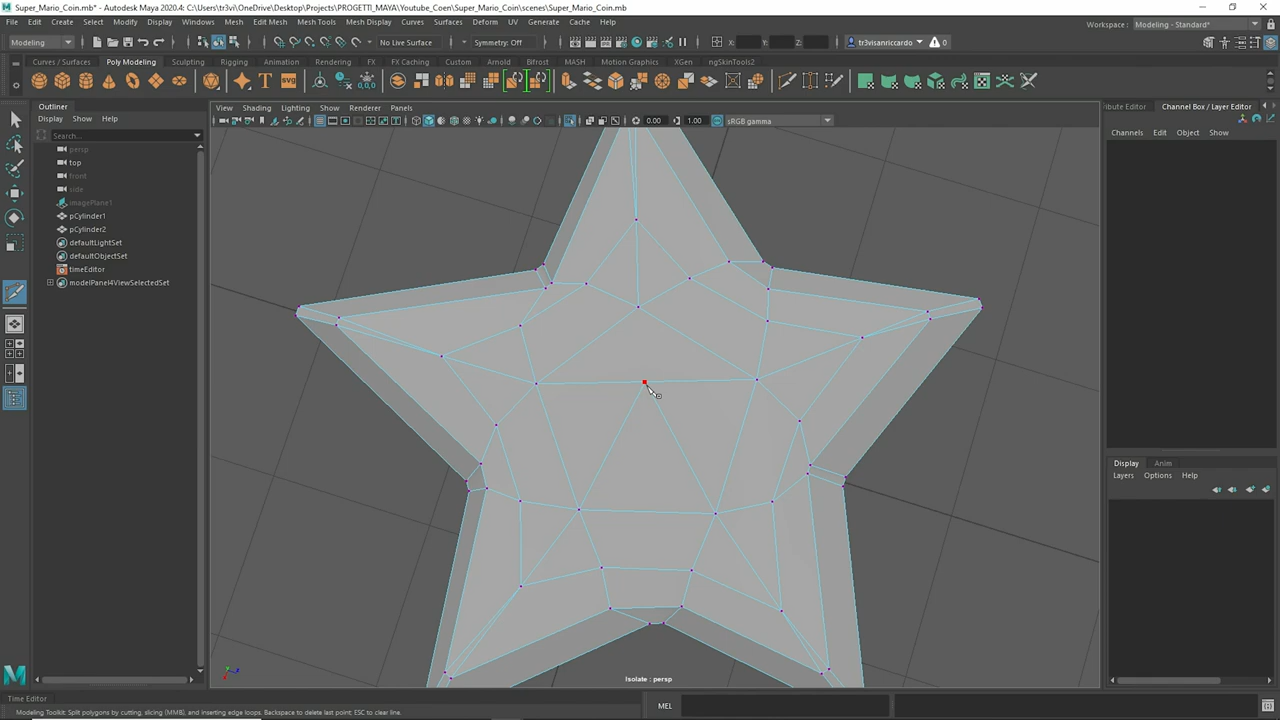 Super_Mario_Coin.mb* - Autodesk Maya 2020.4: C:\Users\tr3vi\OneDrive\Desktop\Projects\PROGETTI_MAYA\Youtube_Coen\Super_Mario_Coin\scenes\Super_Mario_Coin.mb
File Edit Create Select Modify Display Windows Mesh Edit Mesh Mesh Tools Mesh Display Curves Surfaces Deform UV Generate Cache Help
Workspace : Modeling - Standard*
Modeling No Live Surface Symmetry: Off X: Y: Z: tr3visanriccardo 0
Curves / Surfaces Poly Modeling Sculpting Rigging Animation Rendering FX FX Caching Custom Arnold Bifrost MASH Motion Graphics XGen ngSkinTools2
Outliner
Display Show Help
Search...
persp
top
front
side
imagePlane1
pCylinder1
pCylinder2
defaultLightSet
defaultObjectSet
timeEditor
modelPanel4ViewSelectedSet
View Shading Lighting Show Renderer Panels
0.00 1.00 sRGB gamma
Isolate : persp
bute Editor Channel Box / Layer Editor
Channels Edit Object Show
Display Anim
Layers Options Help
Time Editor
MEL
Modeling Toolkit: Split polygons by cutting, slicing (MMB), and inserting edge loops. Backspace to delete last point; ESC to clear line.